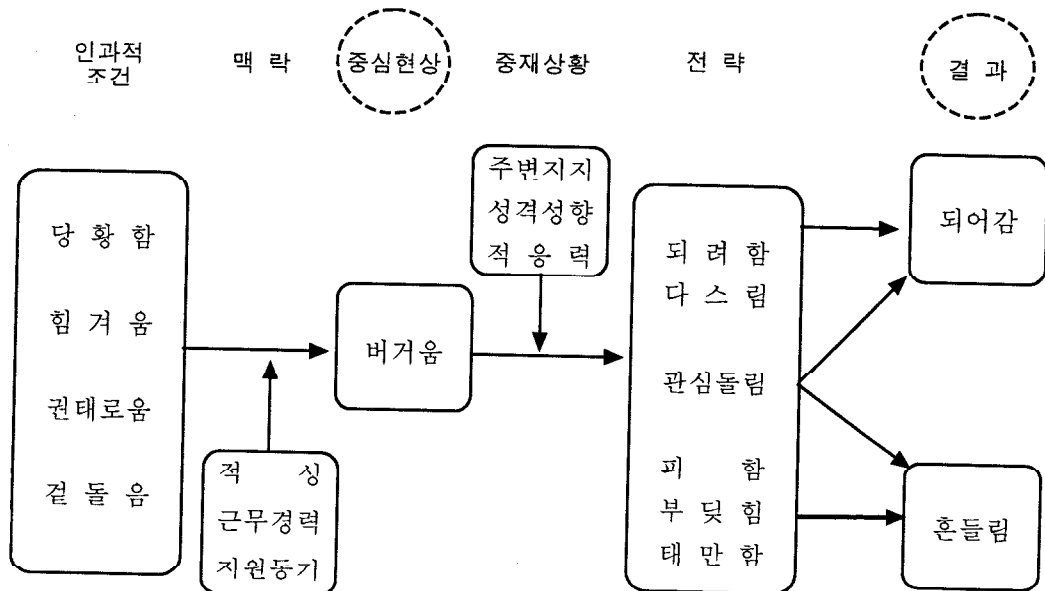 인과적
조건
맥 락
중심현상
중재상황
전 략
결 과
당 황 함
힘 겨 움
권태로움
겉 돌 음
적 성
근무경력
지원동기
버거움
주변지지
성격성향
적 응 력
되 려 함
다 스 림
관심돌림
피 함
부 딪 힘
태 만 함
되어감
흔들림